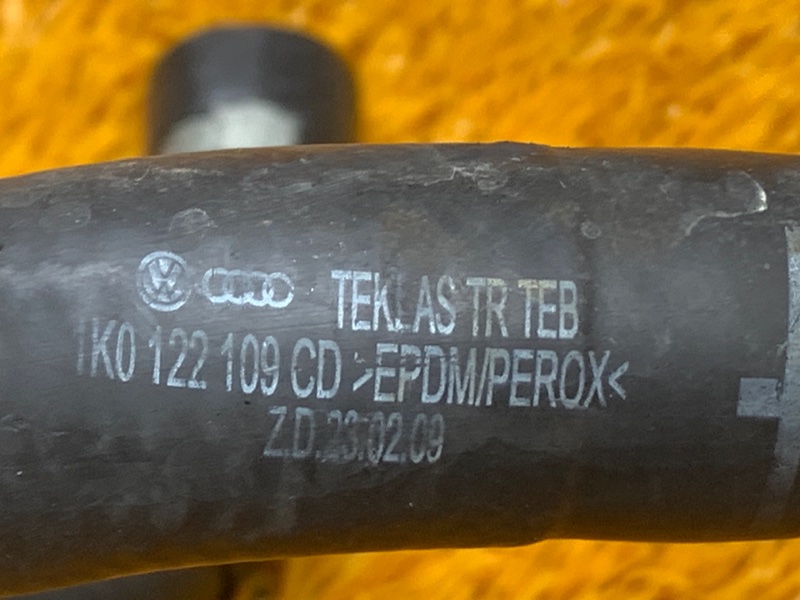 TEKLAS TR TEB
1K0 122 109 CD >EPDM/PEROX<
Z.D. 23.02.09